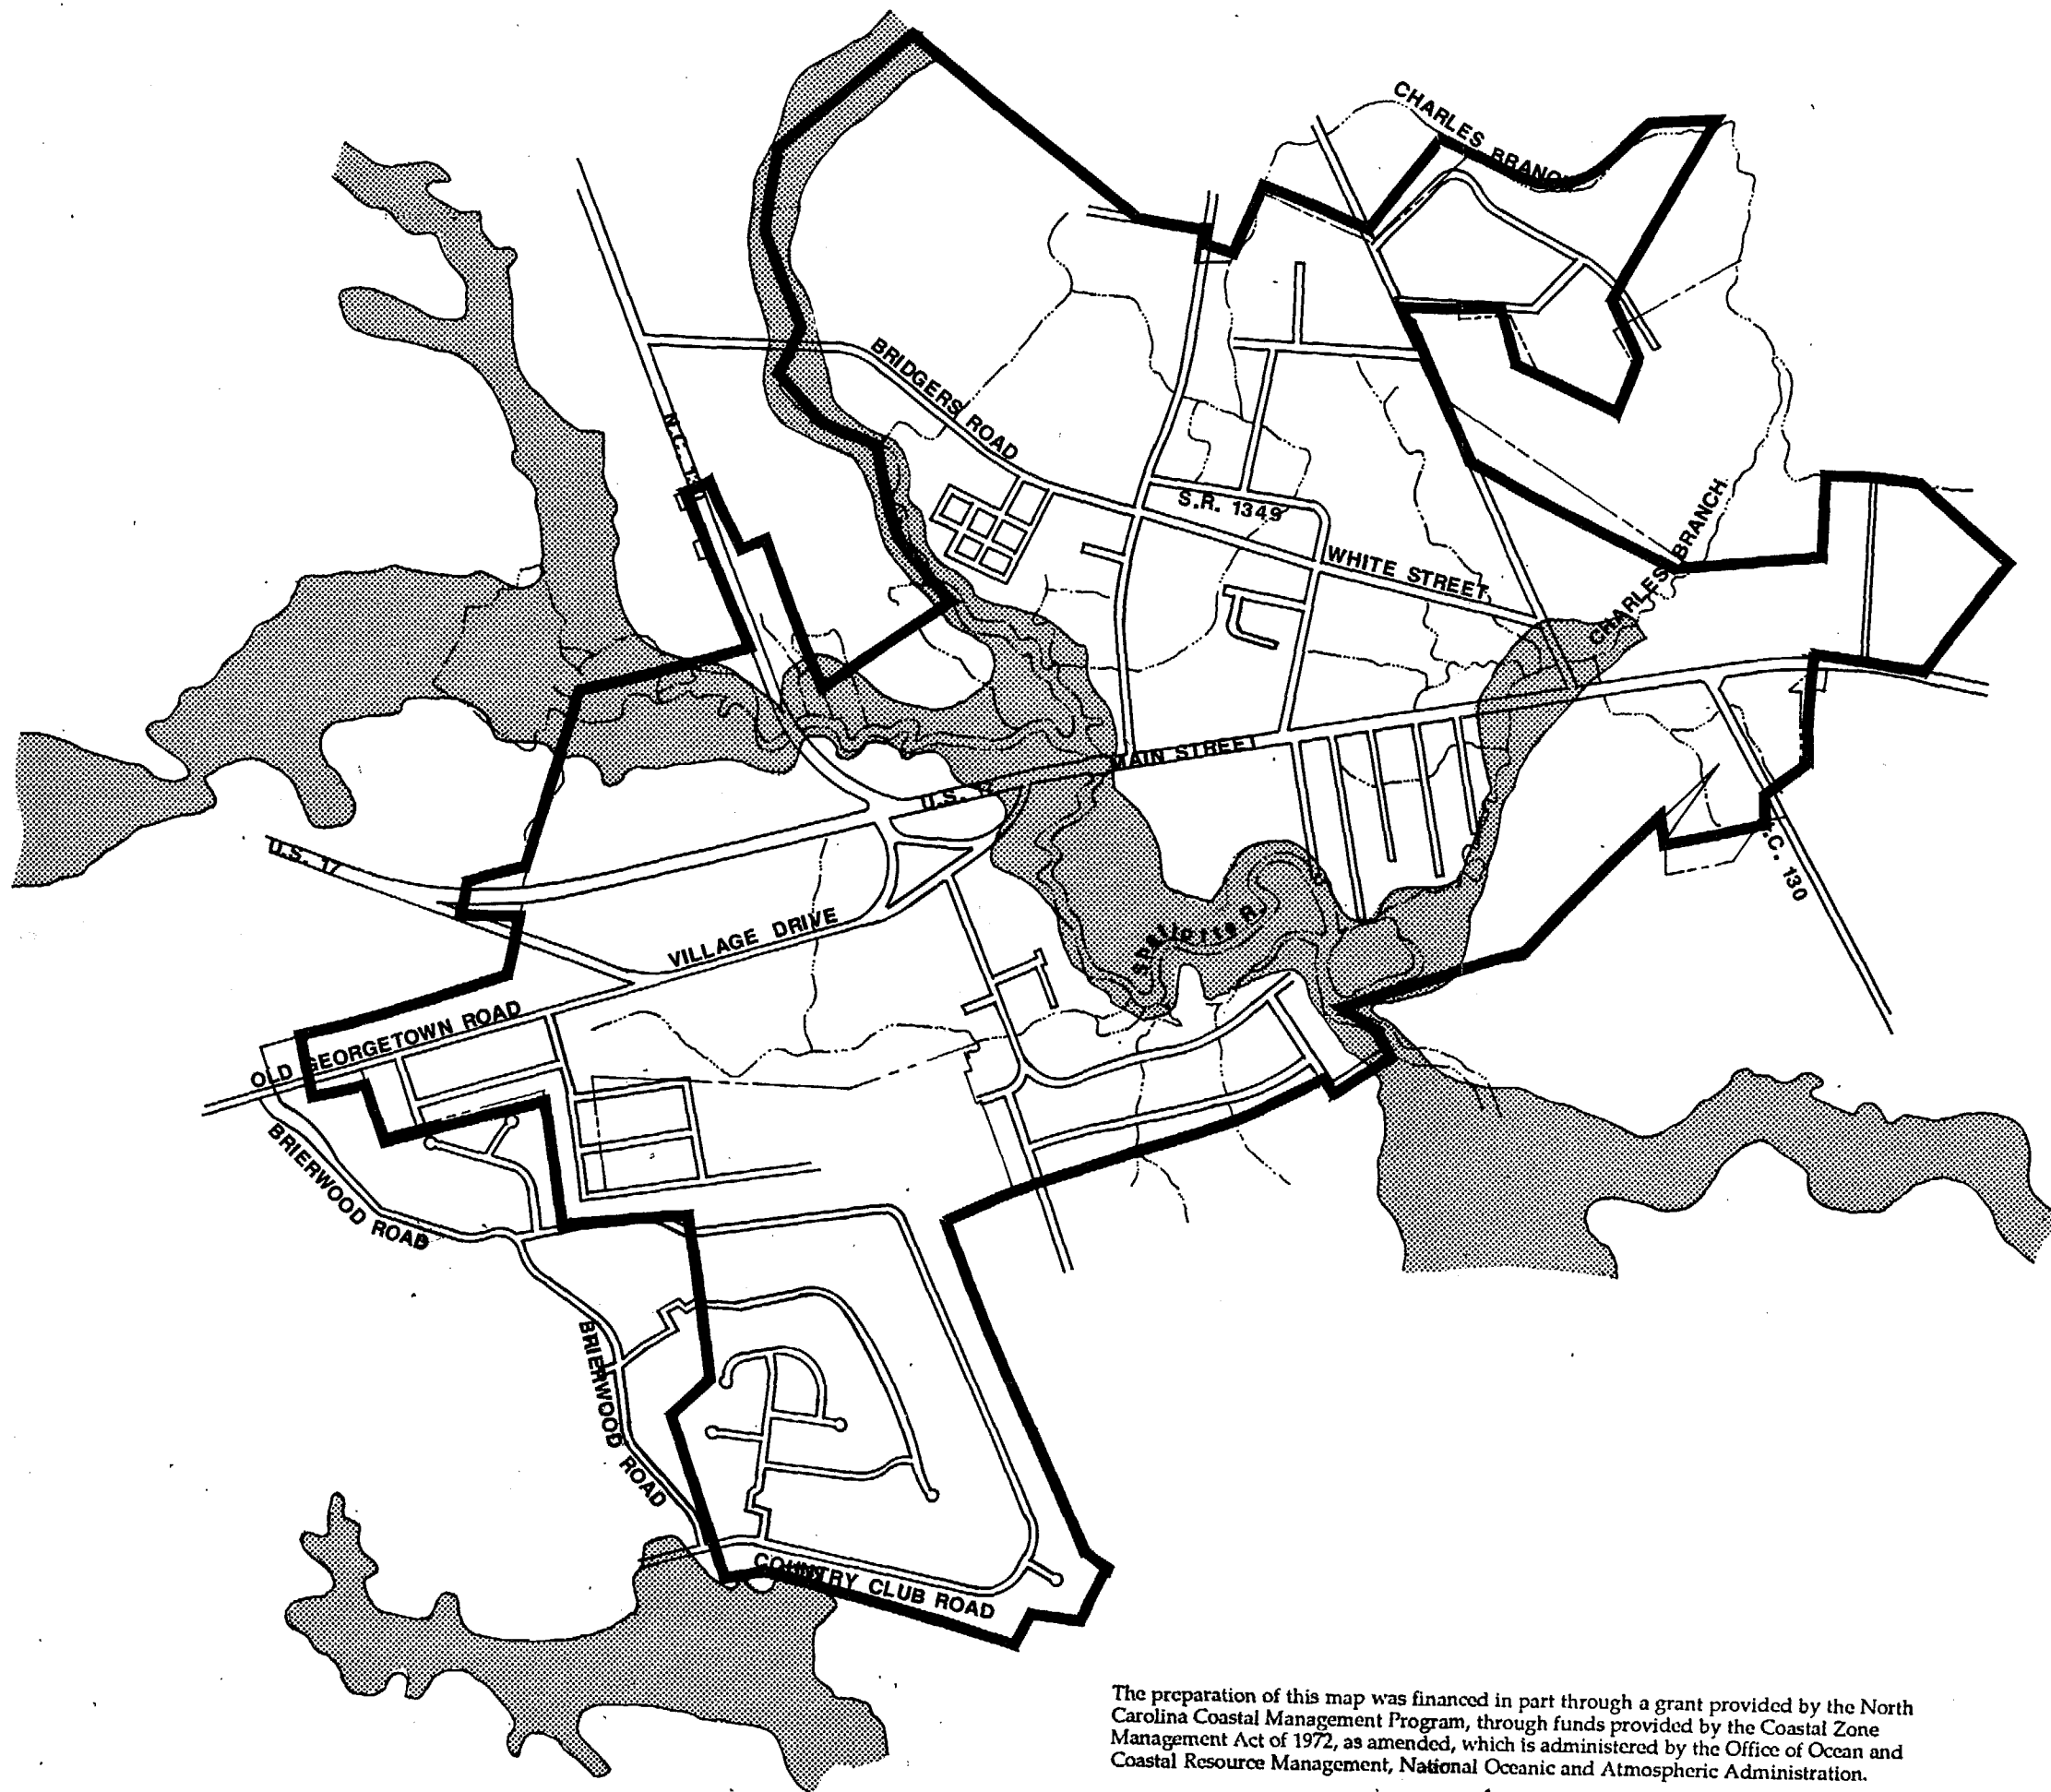 CHARLES BRANCH
BRIDGERS ROAD
N.C.
S.R. 1349
WHITE STREET
CHARLES BRANCH
MAIN STREET
U.S. 17
U.S. 17
N.C. 130
Shallotte R.
VILLAGE DRIVE
OLD GEORGETOWN ROAD
BRIERWOOD ROAD
BRIERWOOD ROAD
COUNTRY CLUB ROAD
The preparation of this map was financed in part through a grant provided by the North
Carolina Coastal Management Program, through funds provided by the Coastal Zone
Management Act of 1972, as amended, which is administered by the Office of Ocean and
Coastal Resource Management, National Oceanic and Atmospheric Administration.